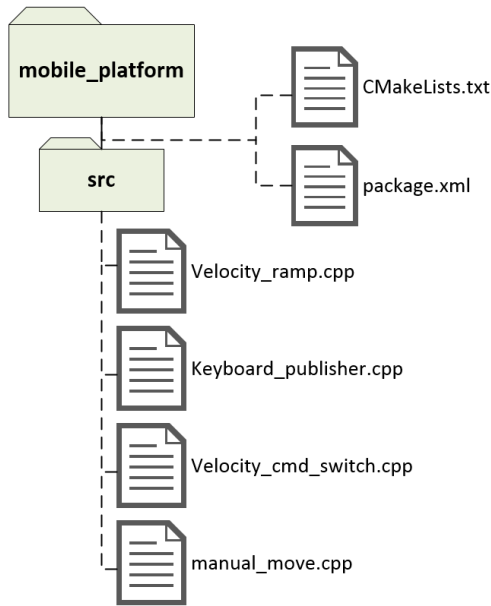 mobile_platform
CMakeLists.txt
package.xml
src
Velocity_ramp.cpp
Keyboard_publisher.cpp
Velocity_cmd_switch.cpp
manual_move.cpp